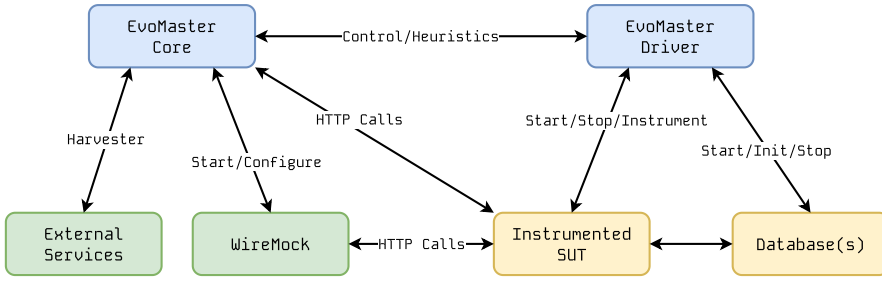 EvoMaster
Core
Control/Heuristics
EvoMaster
Driver
HTTP Calls
Start/Stop/Instrument
Harvester
Start/Configure
Start/Init/Stop
External
Services
WireMock
HTTP Calls
Instrumented
SUT
Database(s)